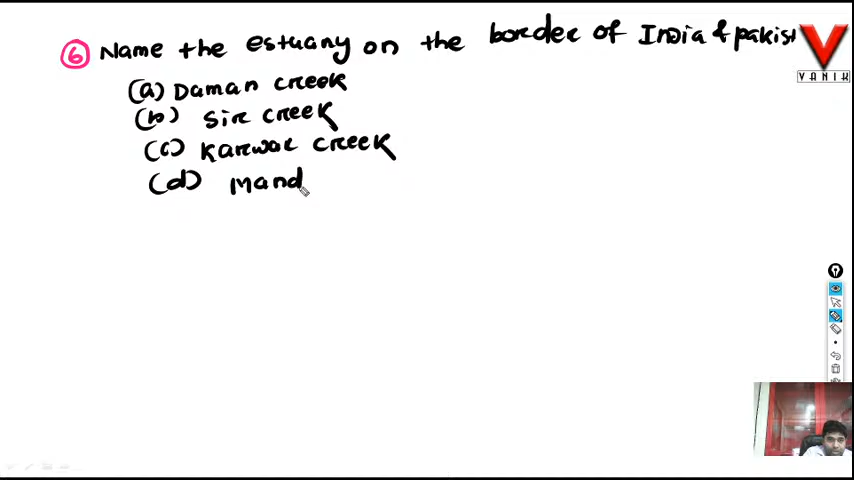 6 Name the estuary on the border of India & pakist
V
VANIK
(a) Daman creek
(b) Sir creek
(c) Karwar creek
(d) Mand